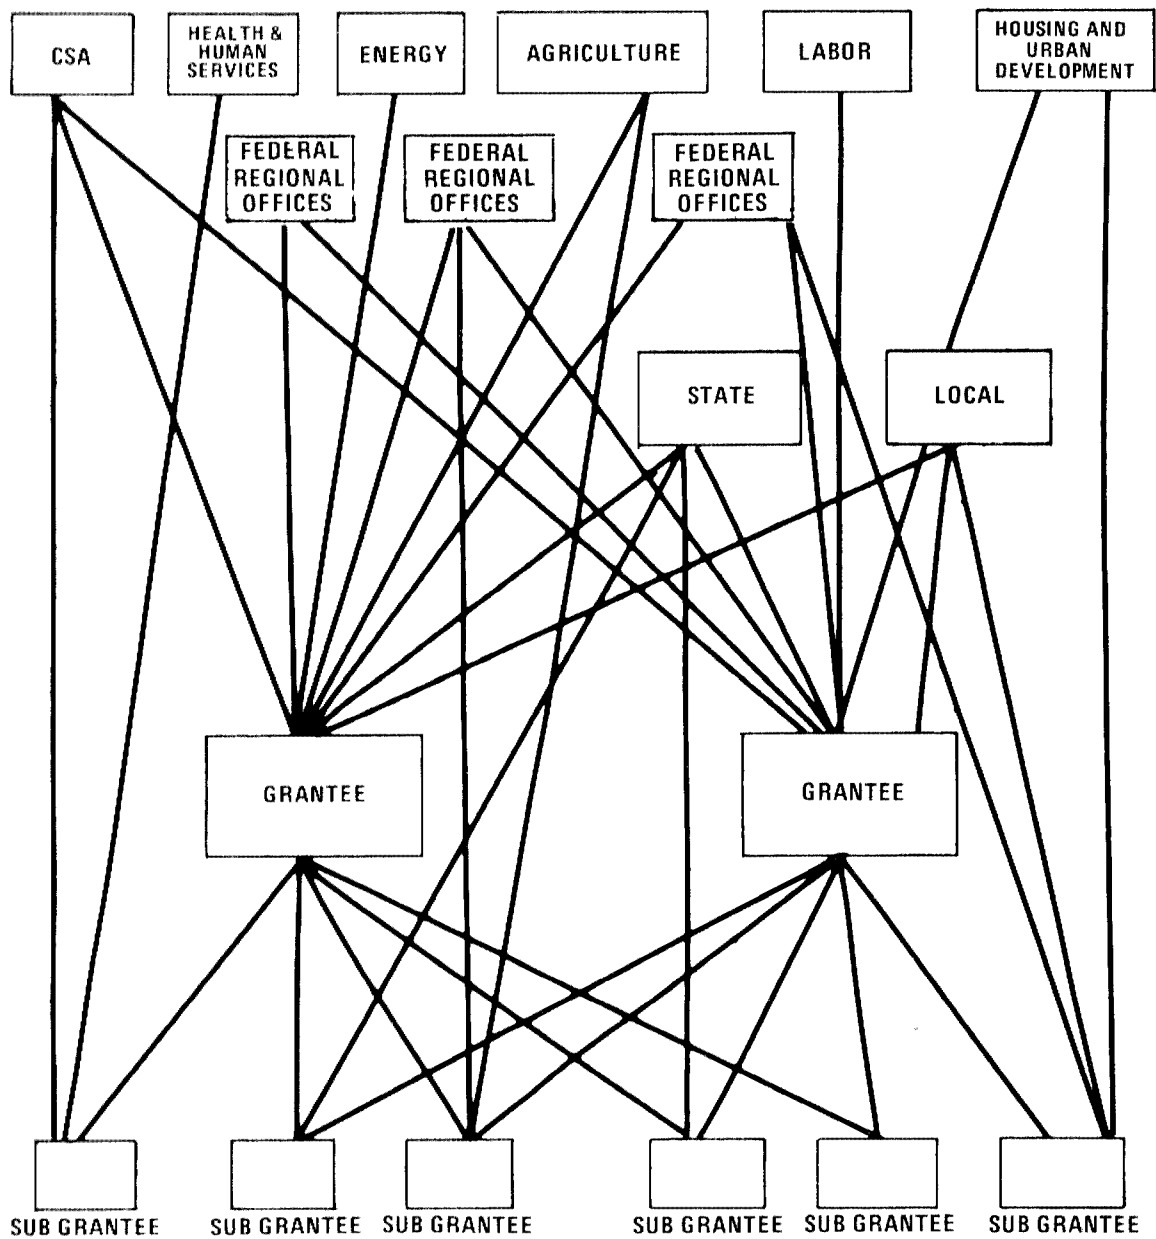 CSA
HEALTH &
HUMAN
SERVICES
ENERGY
AGRICULTURE
LABOR
HOUSING AND
URBAN
DEVELOPMENT
FEDERAL
REGIONAL
OFFICES
FEDERAL
REGIONAL
OFFICES
FEDERAL
REGIONAL
OFFICES
STATE
LOCAL
GRANTEE
GRANTEE
SUB GRANTEE
SUB GRANTEE
SUB GRANTEE
SUB GRANTEE
SUB GRANTEE
SUB GRANTEE